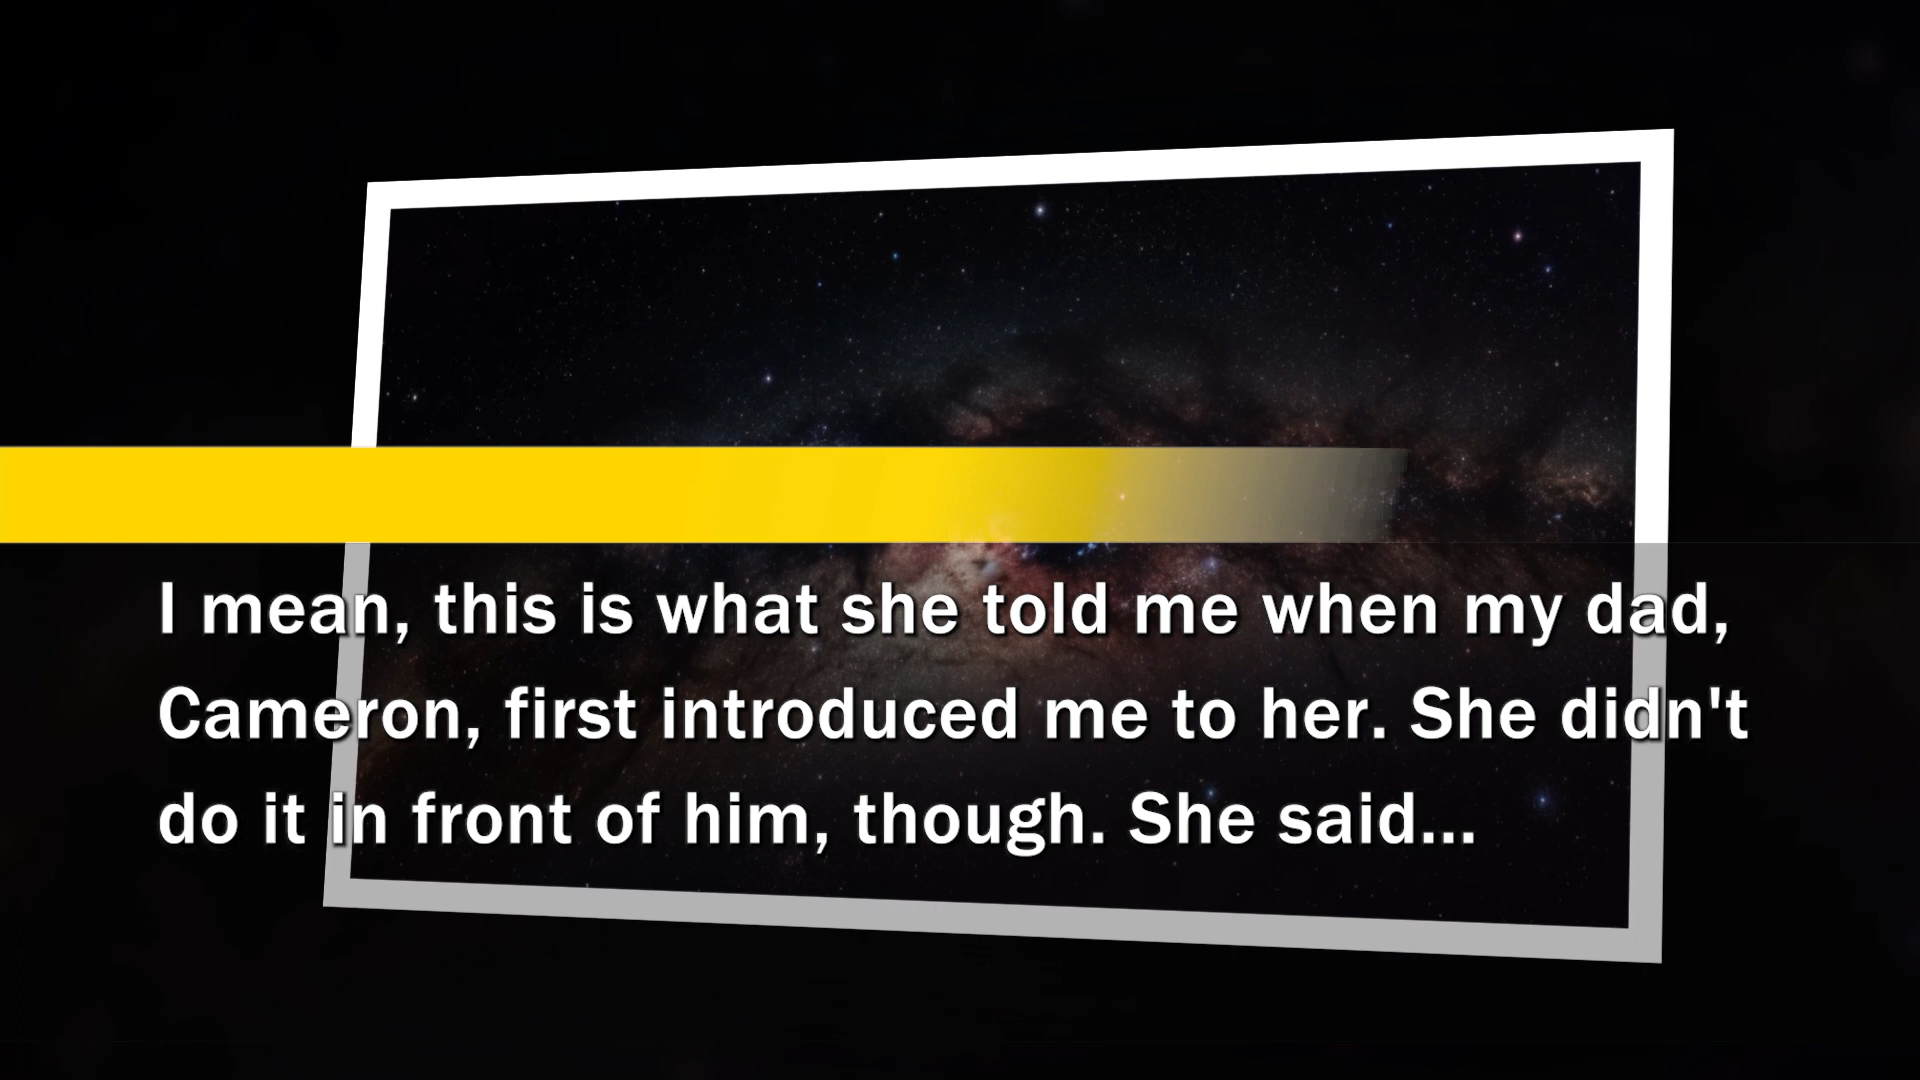 I mean, this is what she told me when my dad,
Cameron, first introduced me to her. She didn't
do it in front of him, though. She said...